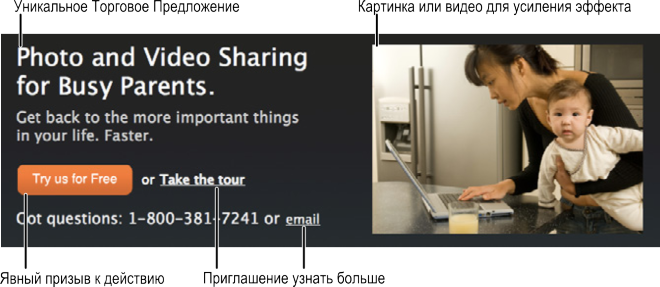 Уникальное Торговое Предложение
Картинка или видео для усиления эффекта
Photo and Video Sharing
for Busy Parents.
Get back to the more important things
in your life. Faster.
Try us for Free or Take the tour
Got questions: 1-800-381-7241 or email
Явный призыв к действию
Приглашение узнать больше